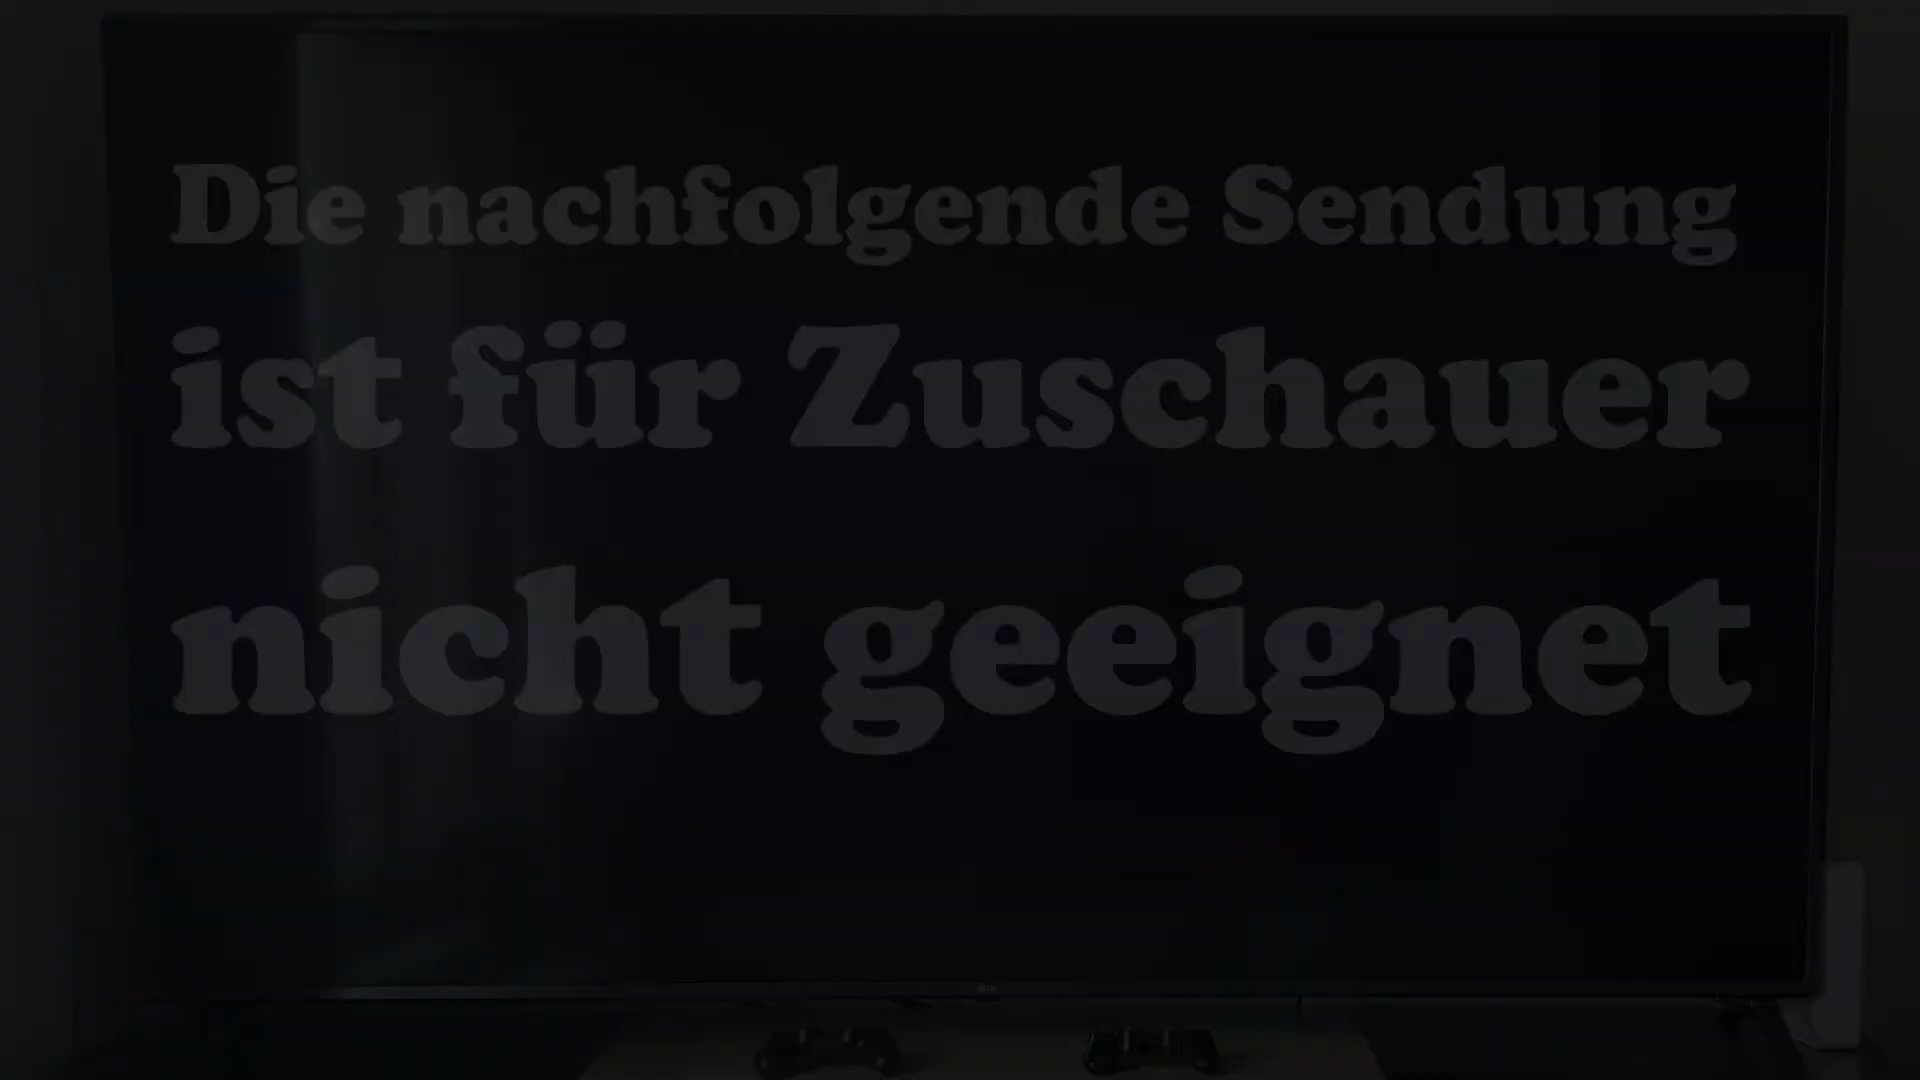 Die nachfolgende Sendung
ist für Zuschauer
nicht geeignet